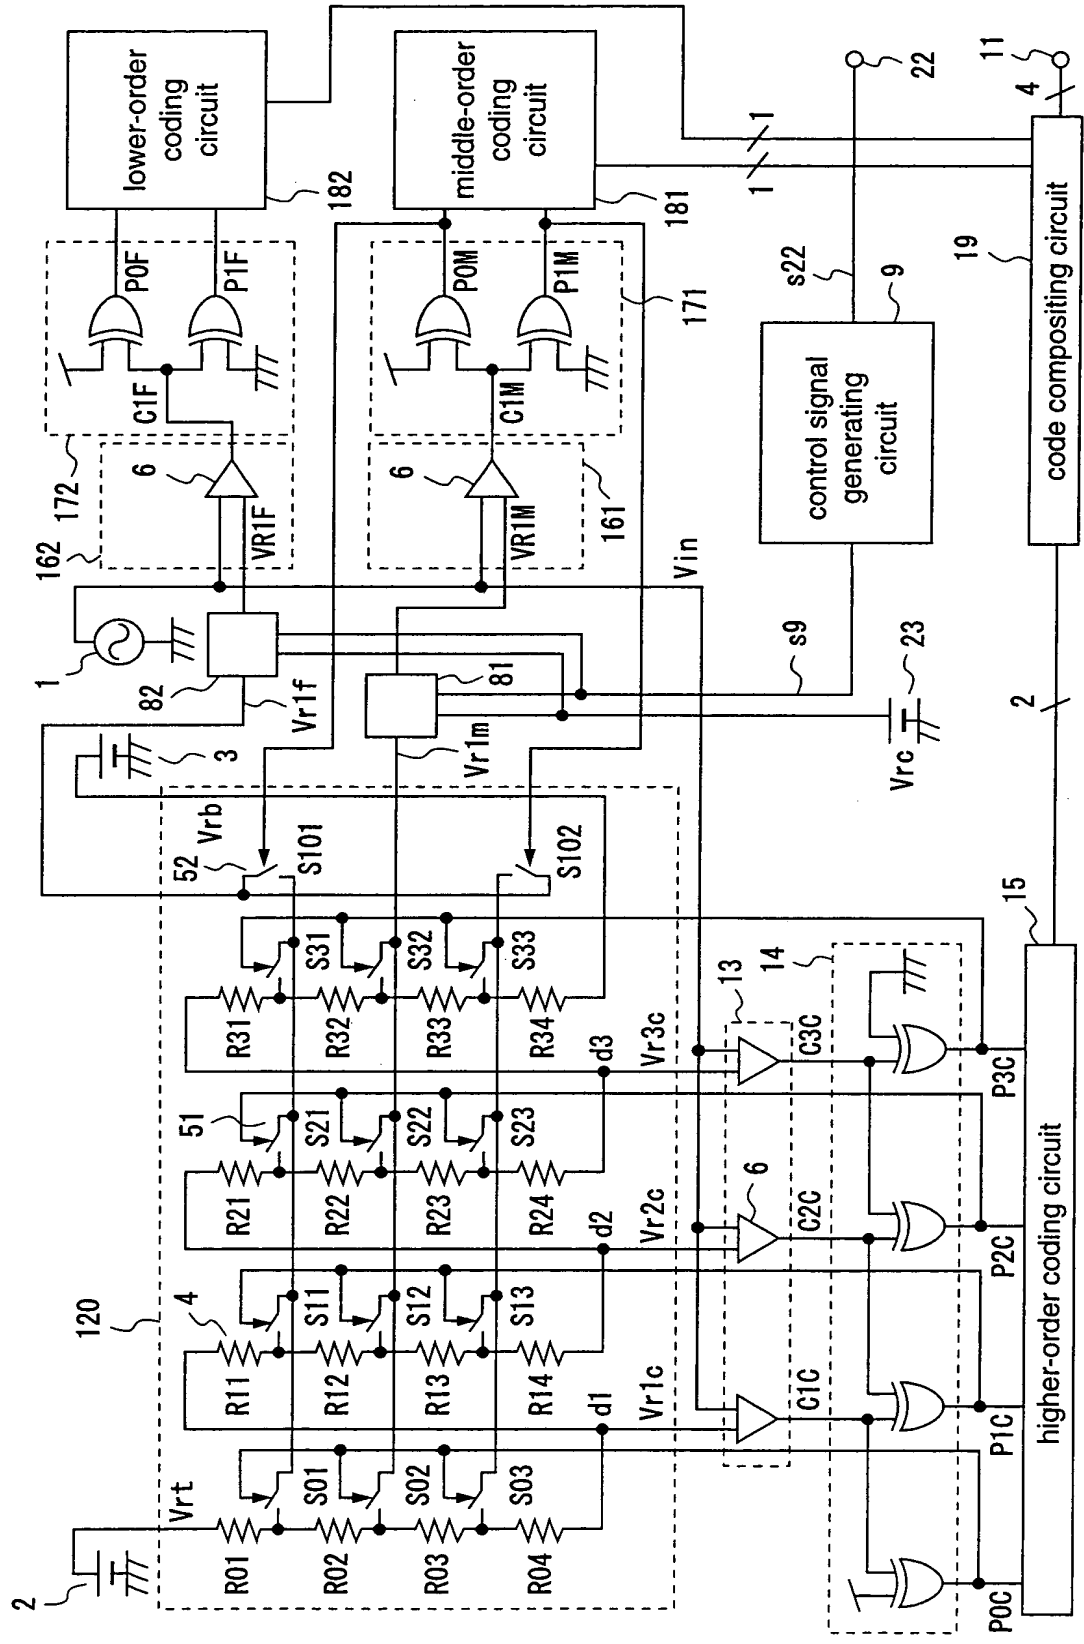 lower-order
coding
circuit
182
middle-order
coding
circuit
181
1
1
22
11
4
code compositing circuit
19
s22
9
control signal
generating
circuit
s9
23
Vrc
2
172
P0F
P1F
C1F
162
6
VR1F
P0M
P1M
171
C1M
6
VR1M
161
Vin
1
82
Vr1f
81
Vr1m
3
Vrb
52
S101
S102
120
2
Vrt
R01
R02
R03
R04
S01
S02
S03
4
R11
R12
R13
R14
S11
S12
S13
51
R21
R22
R23
R24
S21
S22
S23
R31
R32
R33
R34
S31
S32
S33
d1
d2
d3
Vr1c
Vr2c
Vr3c
13
6
C1C
C2C
C3C
14
P0C
P1C
P2C
P3C
15
higher-order coding circuit